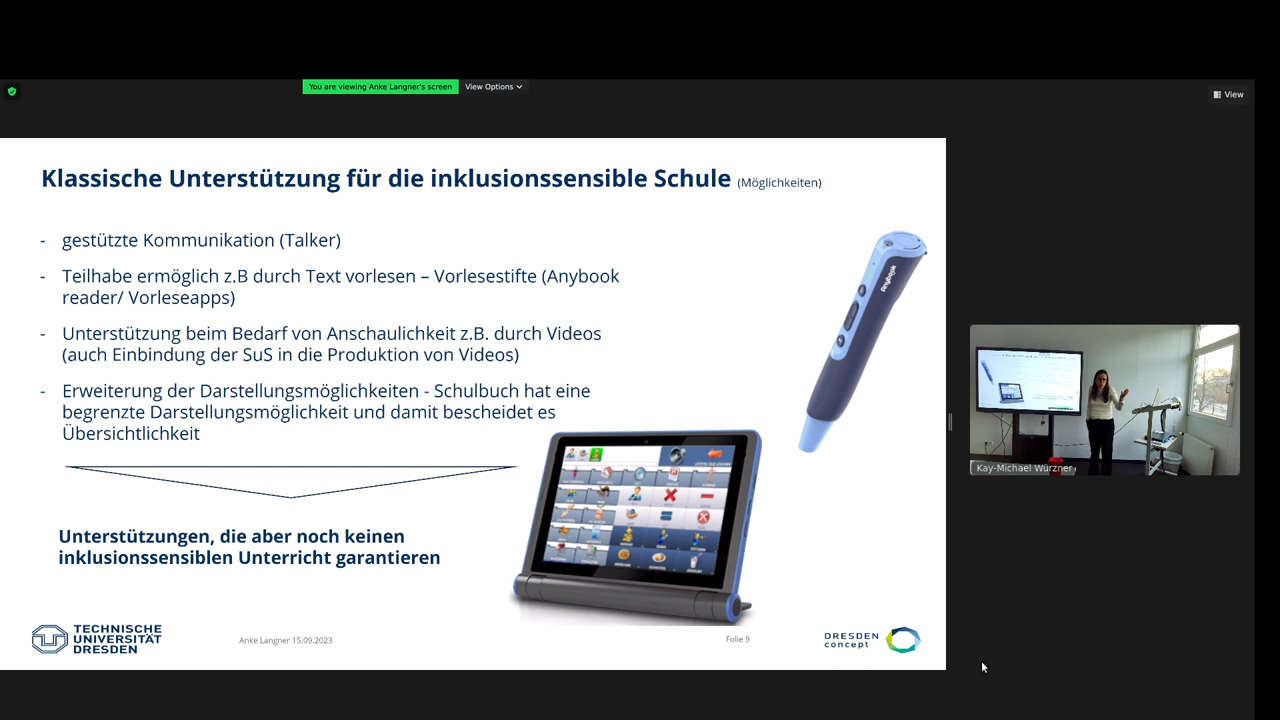 You are viewing Anke Langner's screen
View Options
View
Klassische Unterstützung für die inklusionssensible Schule (Möglichkeiten)
- gestützte Kommunikation (Talker)
- Teilhabe ermöglich z.B durch Text vorlesen – Vorlesestifte (Anybook
reader/ Vorleseapps)
- Unterstützung beim Bedarf von Anschaulichkeit z.B. durch Videos
(auch Einbindung der SuS in die Produktion von Videos)
- Erweiterung der Darstellungsmöglichkeiten - Schulbuch hat eine
begrenzte Darstellungsmöglichkeit und damit bescheidet es
Übersichtlichkeit
Anybook
Unterstützungen, die aber noch keinen
inklusionssensiblen Unterricht garantieren
TECHNISCHE
UNIVERSITÄT
DRESDEN
Anke Langner 15.09.2023
Folie 9
DRESDEN
concept
Kay-Michael Würzner